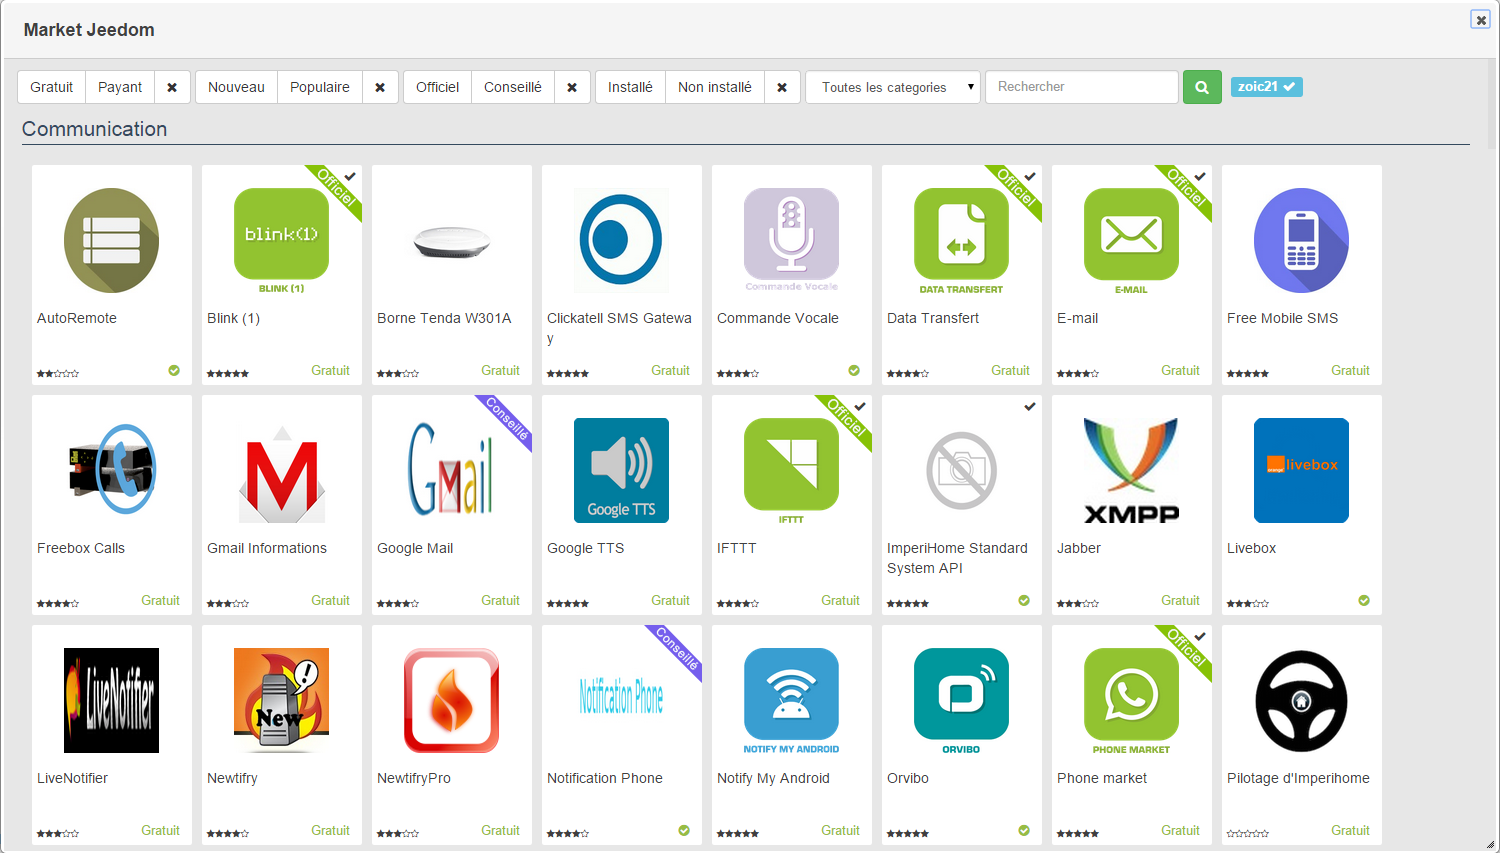 Market Jeedom
Gratuit Payant Nouveau Populaire Officiel Conseillé Installé Non installé Toutes les categories Rechercher zoic21
Communication
Officiel Officiel Officiel
blink(1)
BLINK (1) Commande Vocale DATA TRANSFERT E-MAIL
AutoRemote Blink (1) Borne Tenda W301A Clickatell SMS Gatewa Commande Vocale Data Transfert E-mail Free Mobile SMS
y
Gratuit Gratuit Gratuit Gratuit Gratuit Gratuit
Conseillé Officiel
Gmail livebox
Google TTS XMPP
IFTTT
Freebox Calls Gmail Informations Google Mail Google TTS IFTTT ImperiHome Standard Jabber Livebox
System API
Gratuit Gratuit Gratuit Gratuit Gratuit Gratuit
Conseillé Officiel
LiveNotifier New Notification Phone
NOTIFY MY ANDROID ORVIBO PHONE MARKET
LiveNotifier Newtifry NewtifryPro Notification Phone Notify My Android Orvibo Phone market Pilotage d'Imperihome
Gratuit Gratuit Gratuit Gratuit Gratuit Gratuit